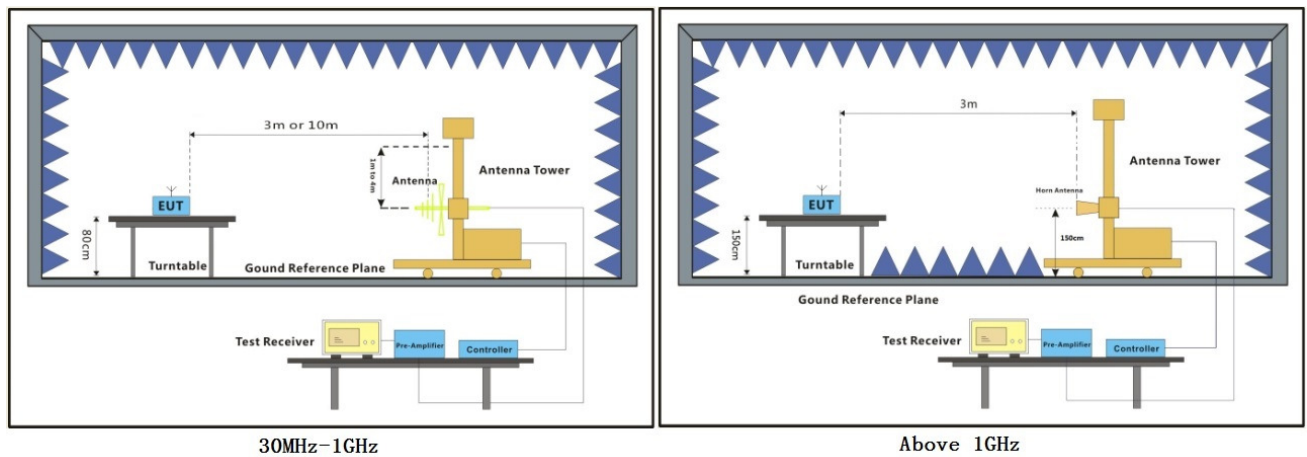 3m or 10m
1m to 4m
Antenna
Antenna Tower
EUT
80cm
Turntable
Gound Reference Plane
Test Receiver
Pre-Amplifier
Controller
30MHz-1GHz
3m
Antenna Tower
Horn Antenna
EUT
150cm
150cm
Turntable
Gound Reference Plane
Test Receiver
Pre-Amplifier
Controller
Above 1GHz